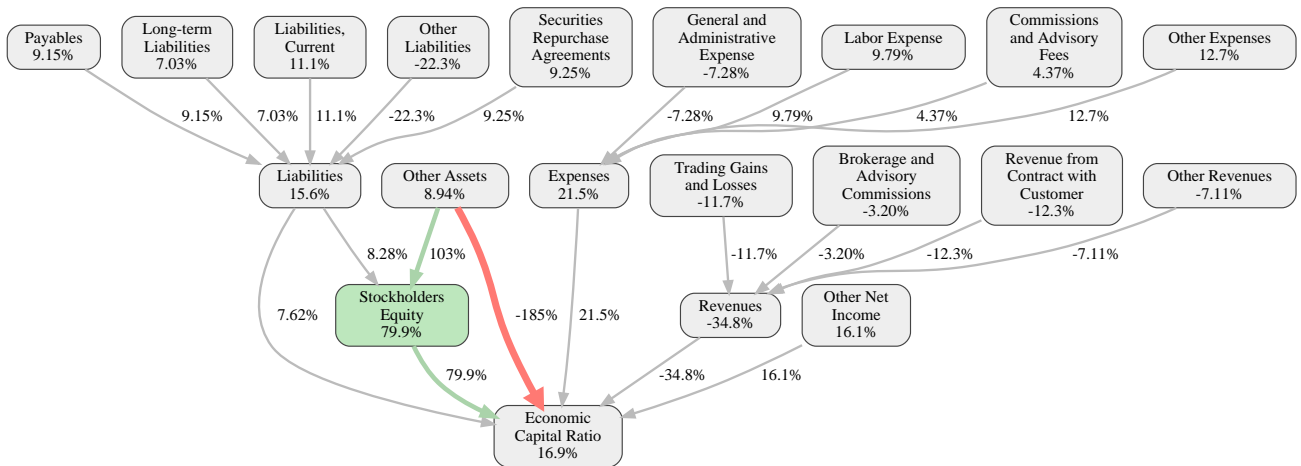 Payables
9.15%
Long-term
Liabilities
7.03%
Liabilities,
Current
11.1%
Other
Liabilities
-22.3%
Securities
Repurchase
Agreements
9.25%
General and
Administrative
Expense
-7.28%
Labor Expense
9.79%
Commissions
and Advisory
Fees
4.37%
Other Expenses
12.7%
9.15%
7.03%
11.1%
-22.3%
9.25%
-7.28%
9.79%
4.37%
12.7%
Liabilities
15.6%
Other Assets
8.94%
Expenses
21.5%
Trading Gains
and Losses
-11.7%
Brokerage and
Advisory
Commissions
-3.20%
Revenue from
Contract with
Customer
-12.3%
Other Revenues
-7.11%
8.28%
103%
-11.7%
-3.20%
-12.3%
-7.11%
Stockholders
Equity
79.9%
Revenues
-34.8%
Other Net
Income
16.1%
7.62%
-185%
21.5%
79.9%
-34.8%
16.1%
Economic
Capital Ratio
16.9%